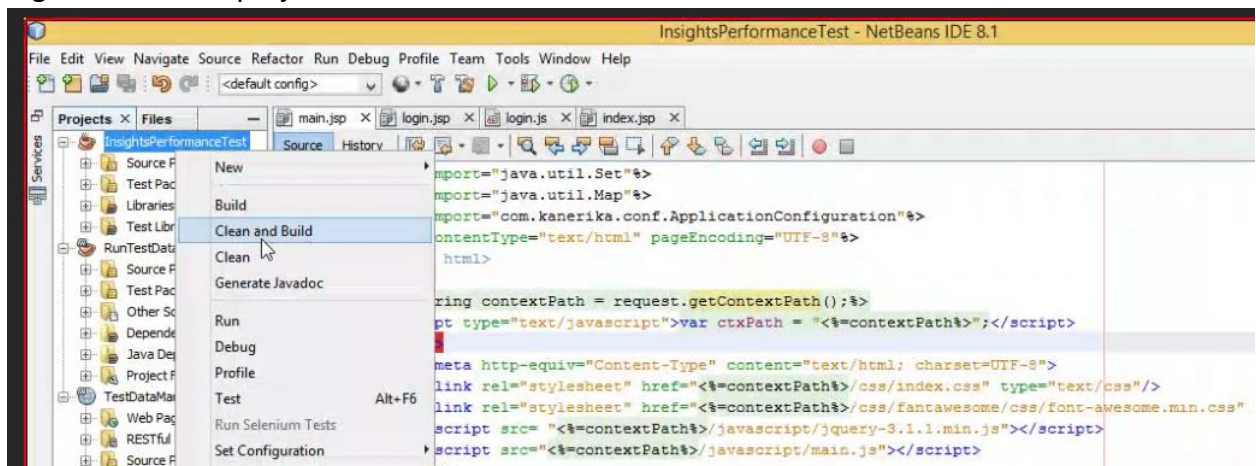 InsightsPerformanceTest - NetBeans IDE 8.1
File Edit View Navigate Source Refactor Run Debug Profile Team Tools Window Help
<default config>
Projects Files
main.jsp login.jsp login.js index.jsp
Services
InsightsPerformanceTest
Source History
Source P
Test Pac
Libraries
Test Libr
RunTestData
Source P
Test Pac
Other So
Depende
Java Dep
Project F
TestDataMa
Web Pag
RESTful
Source P
New
Build
Clean and Build
Clean
Generate Javadoc
Run
Debug
Profile
Test Alt+F6
Run Selenium Tests
Set Configuration
mport="java.util.Set"%>
mport="java.util.Map"%>
mport="com.kanerika.conf.ApplicationConfiguration"%>
ontentType="text/html" pageEncoding="UTF-8"%>
html>
ring contextPath = request.getContextPath();%>
pt type="text/javascript">var ctxPath = "<%=contextPath%>";</script>
meta http-equiv="Content-Type" content="text/html; charset=UTF-8">
link rel="stylesheet" href="<%=contextPath%>/css/index.css" type="text/css"/>
link rel="stylesheet" href="<%=contextPath%>/css/fantawesome/css/font-awesome.min.css"
script src= "<%=contextPath%>/javascript/jquery-3.1.1.min.js"></script>
script src="<%=contextPath%>/javascript/main.js"></script>